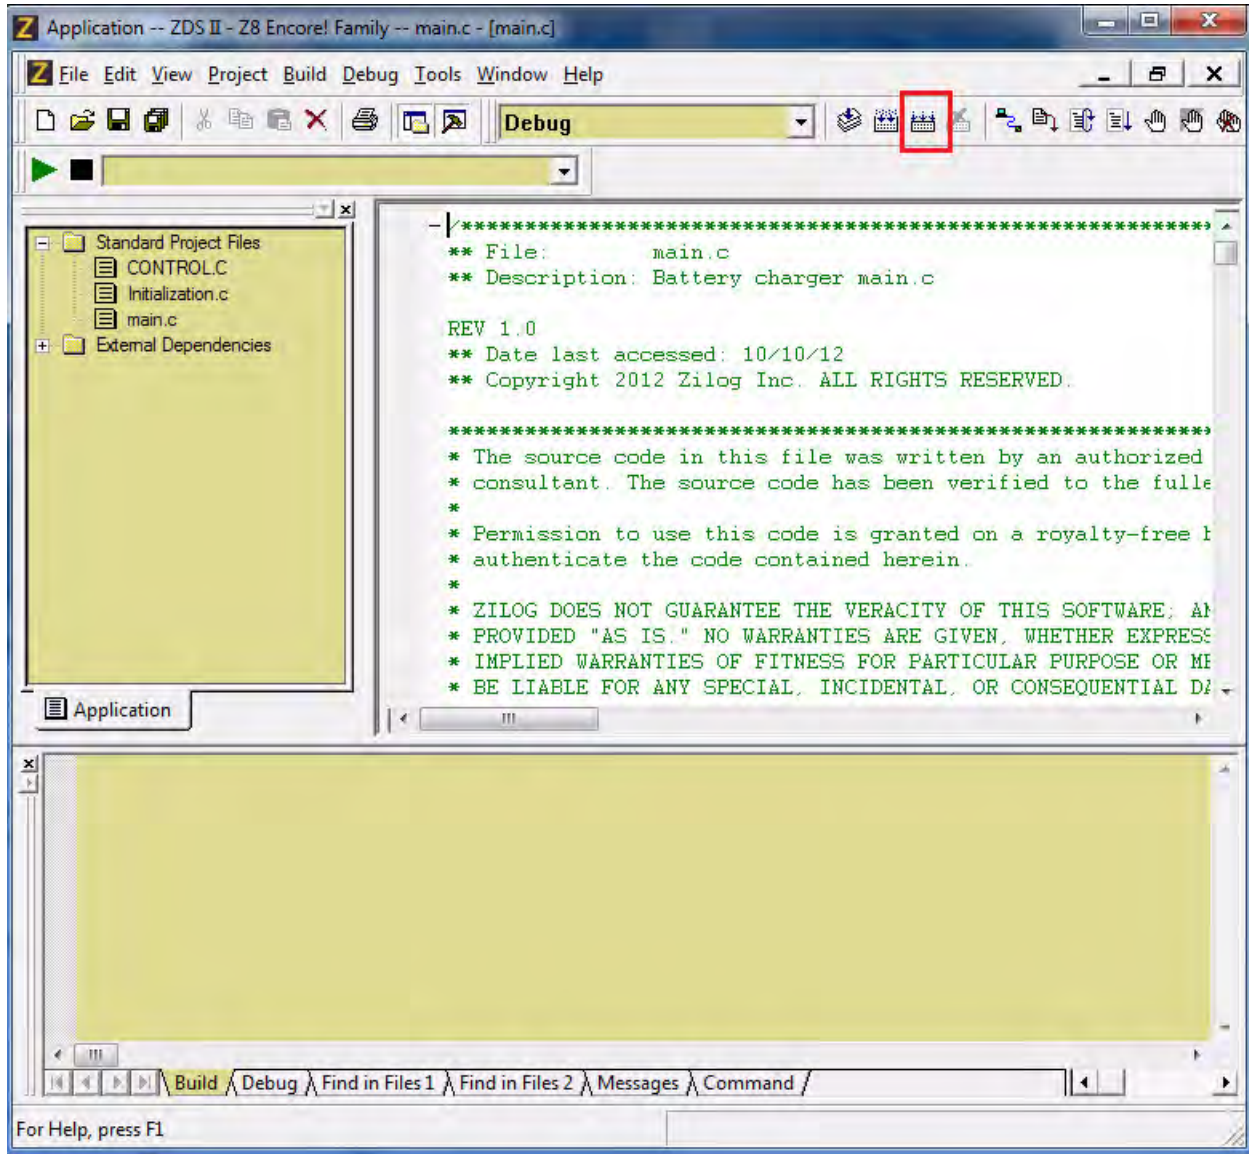 Application -- ZDS II - Z8 Encore! Family -- main.c - [main.c]
File Edit View Project Build Debug Tools Window Help
Debug
Standard Project Files
CONTROL.C
Initialization.c
main.c
External Dependencies
Application
/************************************************************
** File: main.c
** Description: Battery charger main.c
REV 1.0
** Date last accessed: 10/10/12
** Copyright 2012 Zilog Inc. ALL RIGHTS RESERVED.
*************************************************************
* The source code in this file was written by an authorized
* consultant. The source code has been verified to the fulle
*
* Permission to use this code is granted on a royalty-free
* authenticate the code contained herein.
*
* ZILOG DOES NOT GUARANTEE THE VERACITY OF THIS SOFTWARE;
* PROVIDED "AS IS." NO WARRANTIES ARE GIVEN, WHETHER EXPRESS
* IMPLIED WARRANTIES OF FITNESS FOR PARTICULAR PURPOSE OR
* BE LIABLE FOR ANY SPECIAL, INCIDENTAL, OR CONSEQUENTIAL
Build Debug Find in Files 1 Find in Files 2 Messages Command
For Help, press F1